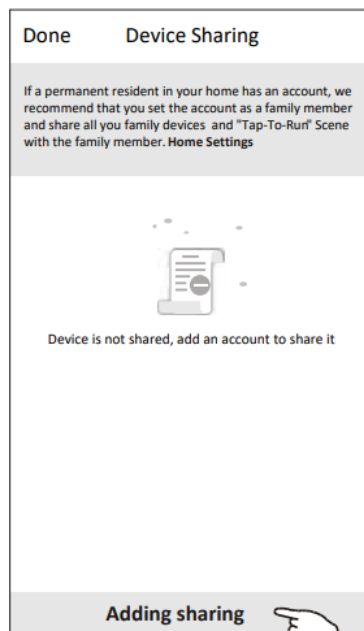 Done Device Sharing
If a permanent resident in your home has an account, we
recommend that you set the account as a family member
and share all you family devices and "Tap-To-Run" Scene
with the family member. Home Settings
Device is not shared, add an account to share it
Adding sharing